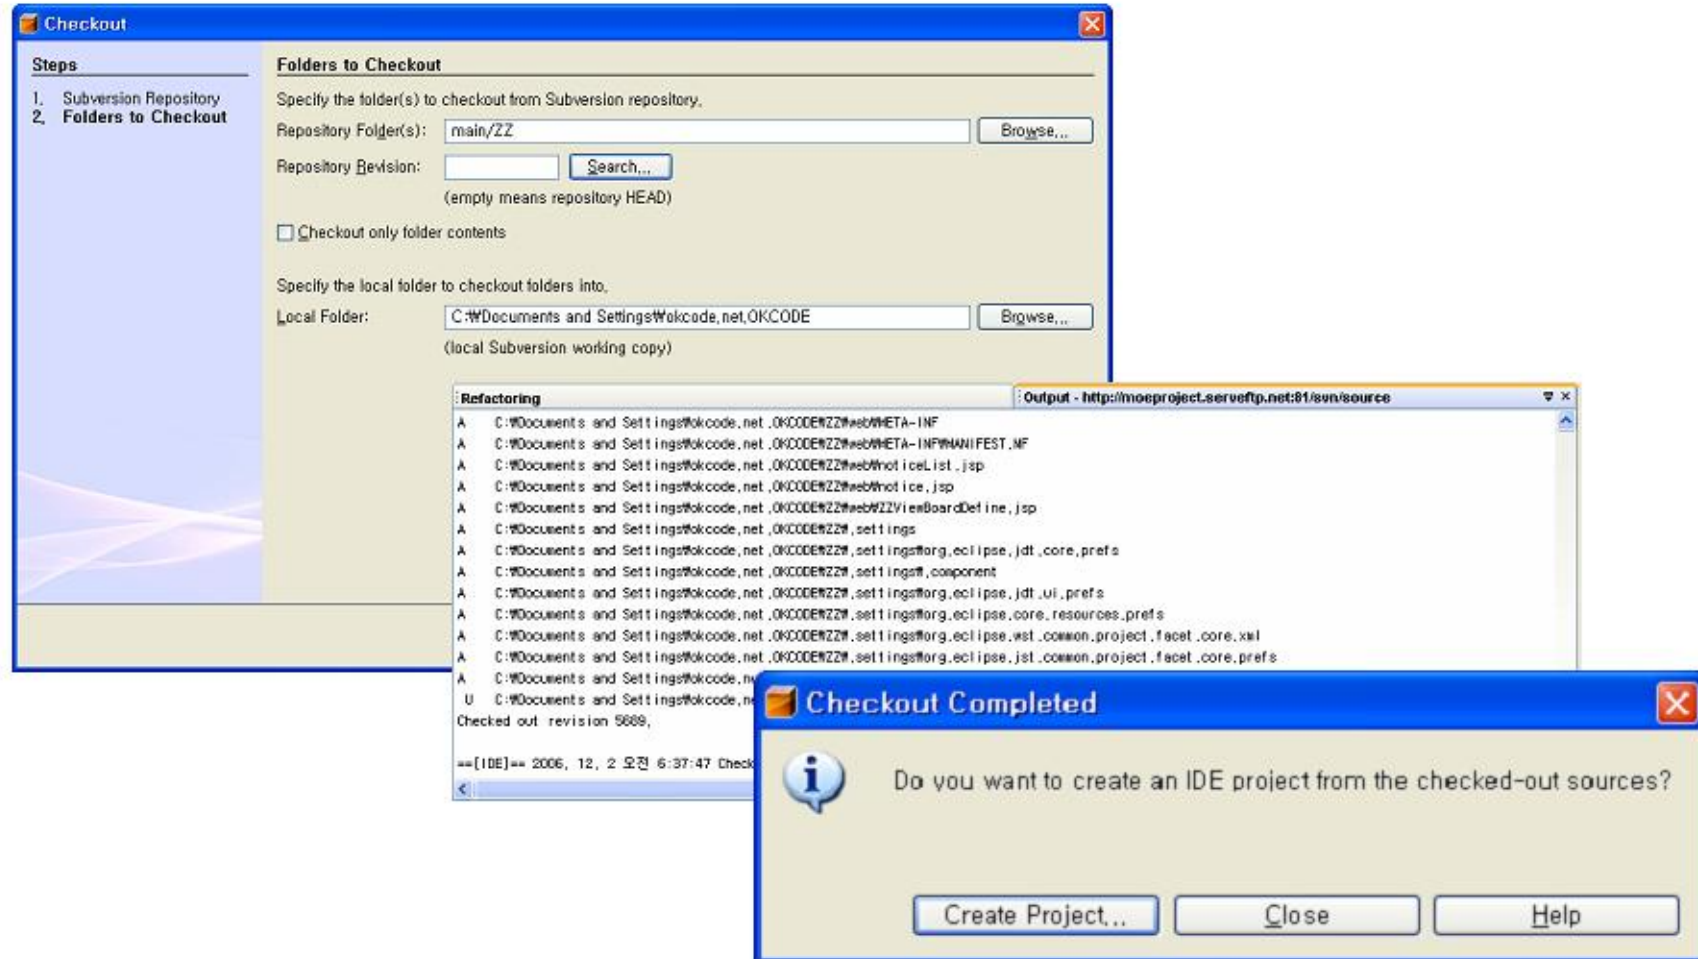 Checkout
Steps
1. Subversion Repository
2. Folders to Checkout
Folders to Checkout
Specify the folder(s) to checkout from Subversion repository.
Repository Folder(s): main/ZZ Browse...
Repository Revision: Search...
(empty means repository HEAD)
Checkout only folder contents
Specify the local folder to checkout folders into.
Local Folder: C:₩Documents and Settings₩okcode.net.OKCODE Browse...
(local Subversion working copy)
Refactoring Output - http://moeproject.serveftp.net:81/svn/source
A C:₩Documents and Settings₩okcode.net.OKCODE₩ZZ₩web₩META-INF
A C:₩Documents and Settings₩okcode.net.OKCODE₩ZZ₩web₩META-INF₩MANIFEST.MF
A C:₩Documents and Settings₩okcode.net.OKCODE₩ZZ₩web₩noticeList.jsp
A C:₩Documents and Settings₩okcode.net.OKCODE₩ZZ₩web₩notice.jsp
A C:₩Documents and Settings₩okcode.net.OKCODE₩ZZ₩web₩ZZViewBoardDefine.jsp
A C:₩Documents and Settings₩okcode.net.OKCODE₩ZZ₩.settings
A C:₩Documents and Settings₩okcode.net.OKCODE₩ZZ₩.settings₩org.eclipse.jdt.core.prefs
A C:₩Documents and Settings₩okcode.net.OKCODE₩ZZ₩.settings₩.component
A C:₩Documents and Settings₩okcode.net.OKCODE₩ZZ₩.settings₩org.eclipse.jdt.ui.prefs
A C:₩Documents and Settings₩okcode.net.OKCODE₩ZZ₩.settings₩org.eclipse.core.resources.prefs
A C:₩Documents and Settings₩okcode.net.OKCODE₩ZZ₩.settings₩org.eclipse.wst.common.project.facet.core.xml
A C:₩Documents and Settings₩okcode.net.OKCODE₩ZZ₩.settings₩org.eclipse.jst.common.project.facet.core.prefs
A C:₩Documents and Settings₩okcode.ne
U C:₩Documents and Settings₩okcode.ne
Checked out revision 5689.
==[IDE]== 2006. 12. 2 오전 6:37:47 Check
Checkout Completed
Do you want to create an IDE project from the checked-out sources?
Create Project... Close Help